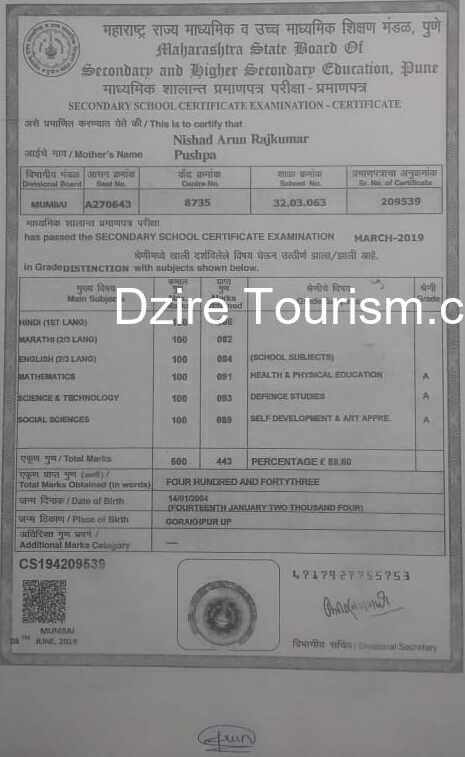 महाराष्ट्र राज्य माध्यमिक व उच्च माध्यमिक शिक्षण मंडळ, पुणे
Maharashtra State Board Of
Secondary and Higher Secondary Education, Pune
माध्यमिक शालान्त प्रमाणपत्र परीक्षा - प्रमाणपत्र
SECONDARY SCHOOL CERTIFICATE EXAMINATION - CERTIFICATE
असे प्रमाणित करण्यात येते की / This is to certify that
Nishad Arun Rajkumar
आईचे नाव / Mother's Name Pushpa
विभागीय मंडळ आसन क्रमांक केंद्र क्रमांक शाळा क्रमांक प्रमाणपत्राचा अनुक्रमांक
Divisional Board Seat No. Centre No. School No. Sr. No. of Certificate
MUMBAI A270643 8735 32.03.063 209539
माध्यमिक शालान्त प्रमाणपत्र परीक्षा
has passed the SECONDARY SCHOOL CERTIFICATE EXAMINATION MARCH-2019
श्रेणीमध्ये खाली दर्शविलेले विषय घेऊन उत्तीर्ण झाला/झाली आहे.
in Grade DISTINCTION with subjects shown below.
मुख्य विषय कमाल गुण प्राप्त गुण श्रेणीचे विषय श्रेणी
Main Subjects Marks Grade
Dzire Tourism.c
HINDI (1ST LANG)
MARATHI (2/3 LANG) 100 082
ENGLISH (2/3 LANG) 100 084 (SCHOOL SUBJECTS)
MATHEMATICS 100 091 HEALTH & PHYSICAL EDUCATION A
SCIENCE & TECHNOLOGY 100 093 DEFENCE STUDIES A
SOCIAL SCIENCES 100 089 SELF DEVELOPMENT & ART APPRE. A
एकूण गुण / Total Marks 500 443 PERCENTAGE £ 88.60
एकूण प्राप्त गुण (अक्षरी) /
Total Marks Obtained (in words) FOUR HUNDRED AND FORTYTHREE
जन्म दिनांक / Date of Birth 14/01/2004
(FOURTEENTH JANUARY TWO THOUSAND FOUR)
जन्म ठिकाण / Place of Birth GORAKHPUR UP
अतिरिक्त गुण प्रवर्ग /
Additional Marks Category —
CS194209539
MUMBAI
JUNE, 2019
विभागीय सचिव / Divisional Secretary